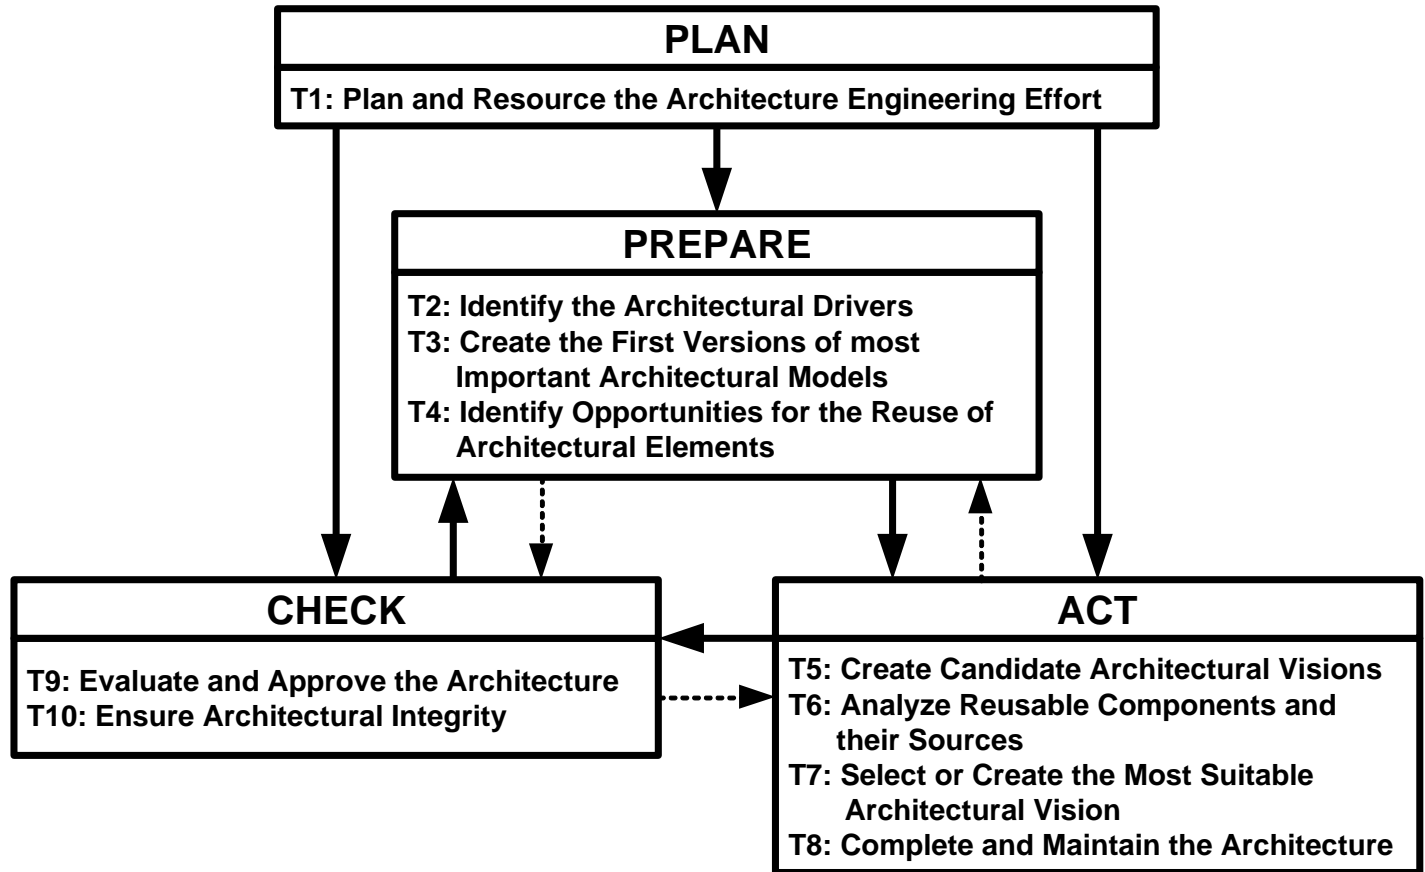 PLAN
T1: Plan and Resource the Architecture Engineering Effort
PREPARE
T2: Identify the Architectural Drivers
T3: Create the First Versions of most
Important Architectural Models
T4: Identify Opportunities for the Reuse of
Architectural Elements
CHECK
T9: Evaluate and Approve the Architecture
T10: Ensure Architectural Integrity
ACT
T5: Create Candidate Architectural Visions
T6: Analyze Reusable Components and
their Sources
T7: Select or Create the Most Suitable
Architectural Vision
T8: Complete and Maintain the Architecture